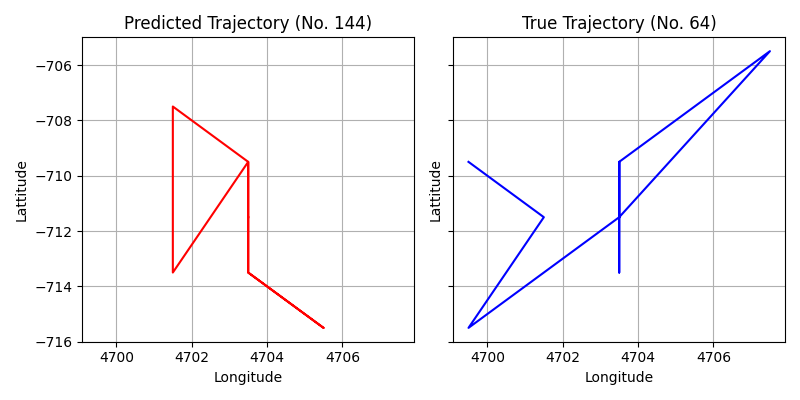 Predicted Trajectory (No. 144)
True Trajectory (No. 64)
Lattitude
−706
−708
−710
−712
−714
−716
4700
4702
4704
4706
Longitude
Lattitude
4700
4702
4704
4706
Longitude